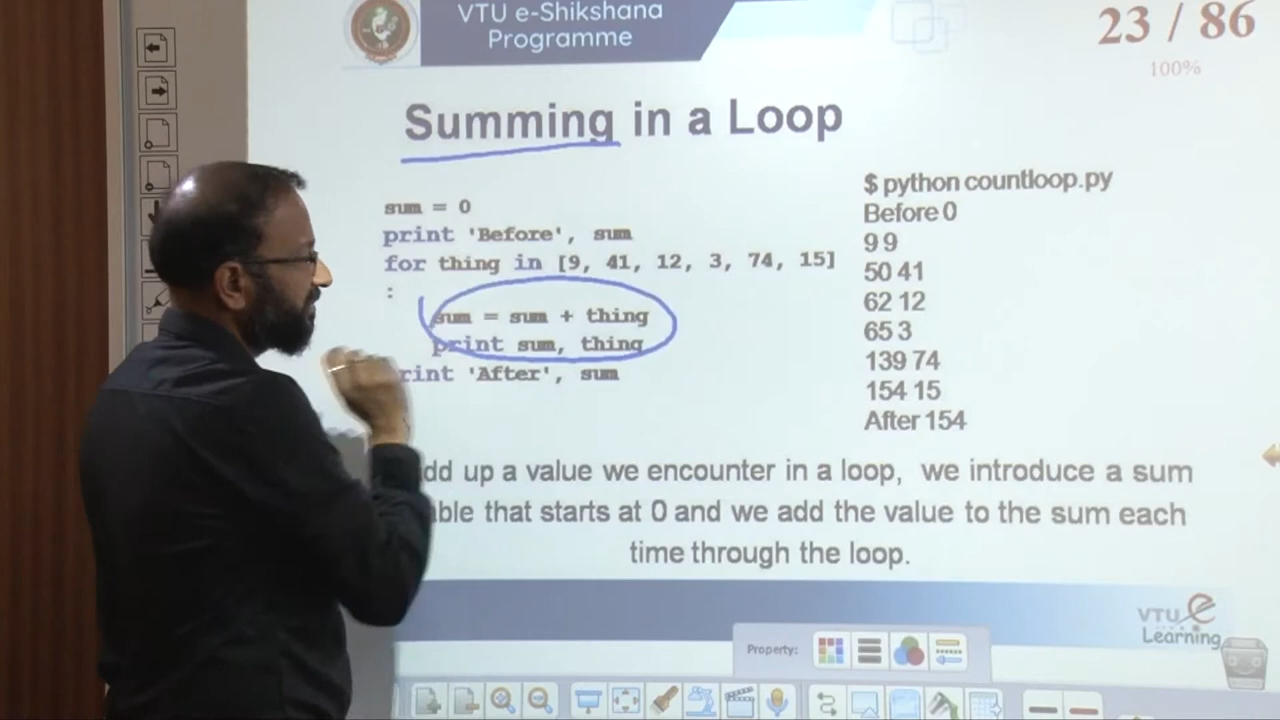 VTU e-Shikshana
Programme
23 / 86
100%
Summing in a Loop
sum = 0
print 'Before', sum
for thing in [9, 41, 12, 3, 74, 15]
:
sum = sum + thing
print sum, thing
rint 'After', sum
$ python countloop.py
Before 0
9 9
50 41
62 12
65 3
139 74
154 15
After 154
dd up a value we encounter in a loop, we introduce a sum
ble that starts at 0 and we add the value to the sum each
time through the loop.
VTU e
Learning
Property: